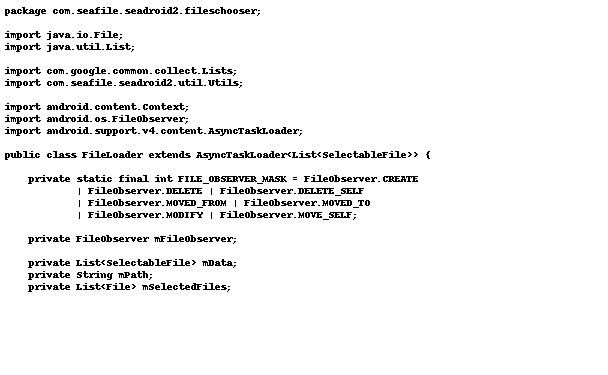 package com.seafile.seadroid2.fileschooser;
import java.io.File;
import java.util.List;
import com.google.common.collect.Lists;
import com.seafile.seadroid2.util.Utils;
import android.content.Context;
import android.os.FileObserver;
import android.support.v4.content.AsyncTaskLoader;
public class FileLoader extends AsyncTaskLoader<List<SelectableFile>> {
    private static final int FILE_OBSERVER_MASK = FileObserver.CREATE
            | FileObserver.DELETE | FileObserver.DELETE_SELF
            | FileObserver.MOVED_FROM | FileObserver.MOVED_TO
            | FileObserver.MODIFY | FileObserver.MOVE_SELF;
    private FileObserver mFileObserver;
    private List<SelectableFile> mData;
    private String mPath;
    private List<File> mSelectedFiles;